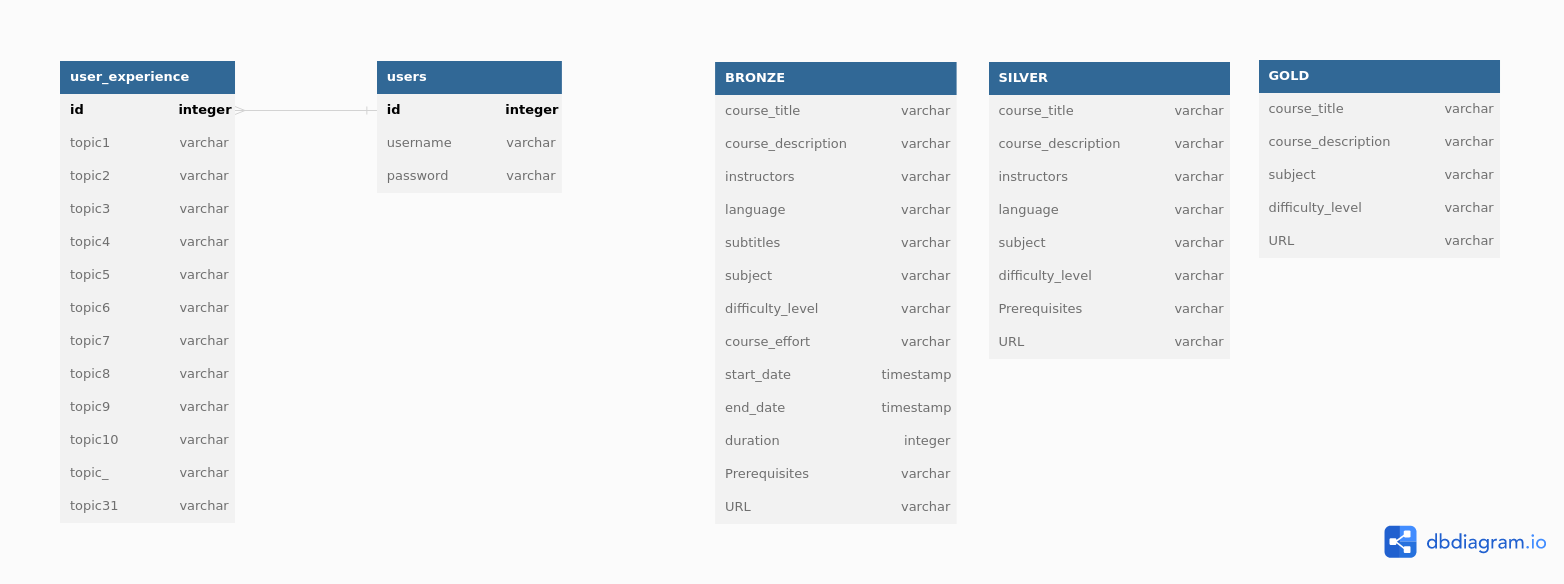 user_experience
id integer
topic1 varchar
topic2 varchar
topic3 varchar
topic4 varchar
topic5 varchar
topic6 varchar
topic7 varchar
topic8 varchar
topic9 varchar
topic10 varchar
topic_ varchar
topic31 varchar
users
id integer
username varchar
password varchar
BRONZE
course_title varchar
course_description varchar
instructors varchar
language varchar
subtitles varchar
subject varchar
difficulty_level varchar
course_effort varchar
start_date timestamp
end_date timestamp
duration integer
Prerequisites varchar
URL varchar
SILVER
course_title varchar
course_description varchar
instructors varchar
language varchar
subject varchar
difficulty_level varchar
Prerequisites varchar
URL varchar
GOLD
course_title varchar
course_description varchar
subject varchar
difficulty_level varchar
URL varchar
dbdiagram.io